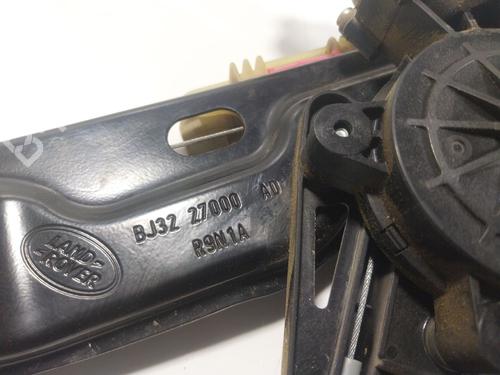 BJ32 27000 AD
R9N1A
LAND-
-ROVER